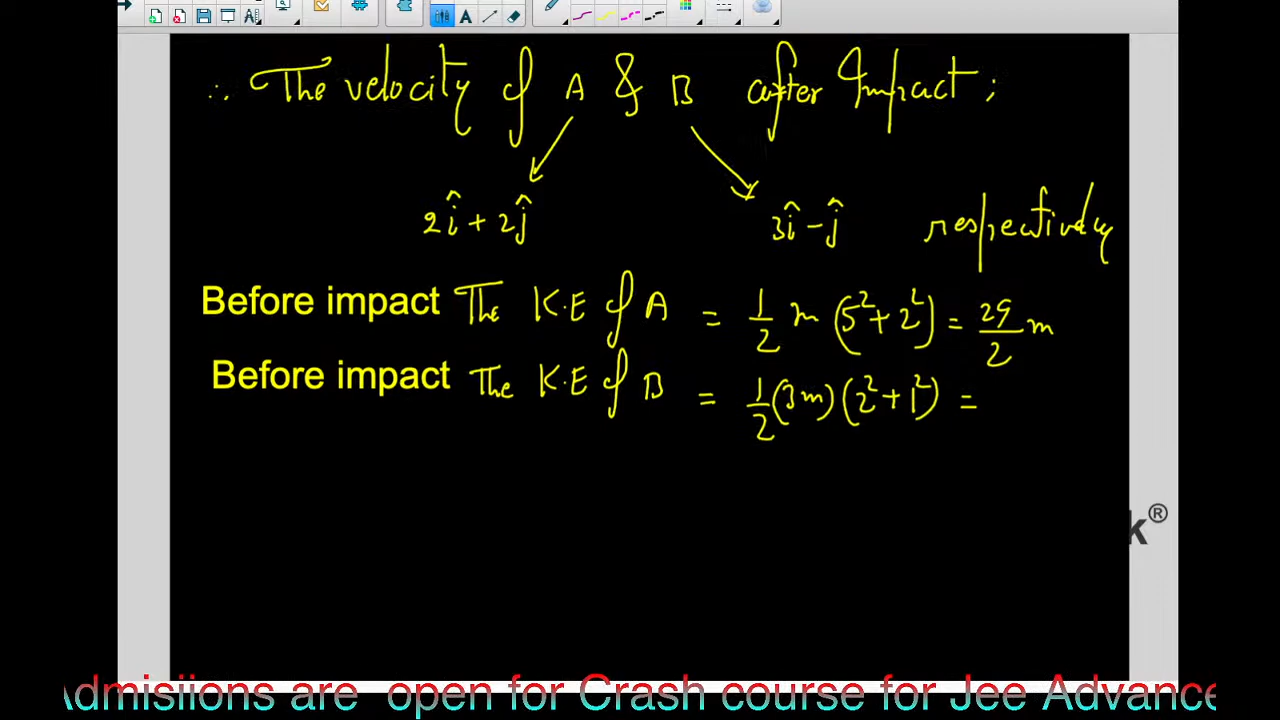 ∴ The velocity of A & B after Impact ;
2î + 2ĵ 3î - ĵ respectively
Before impact The K.E of A = 1/2 m (5² + 2²) = 29/2 m
Before impact The K.E of B = 1/2 (3m) (2² + 1²) =
k®
Admisiions are open for Crash course for Jee Advance